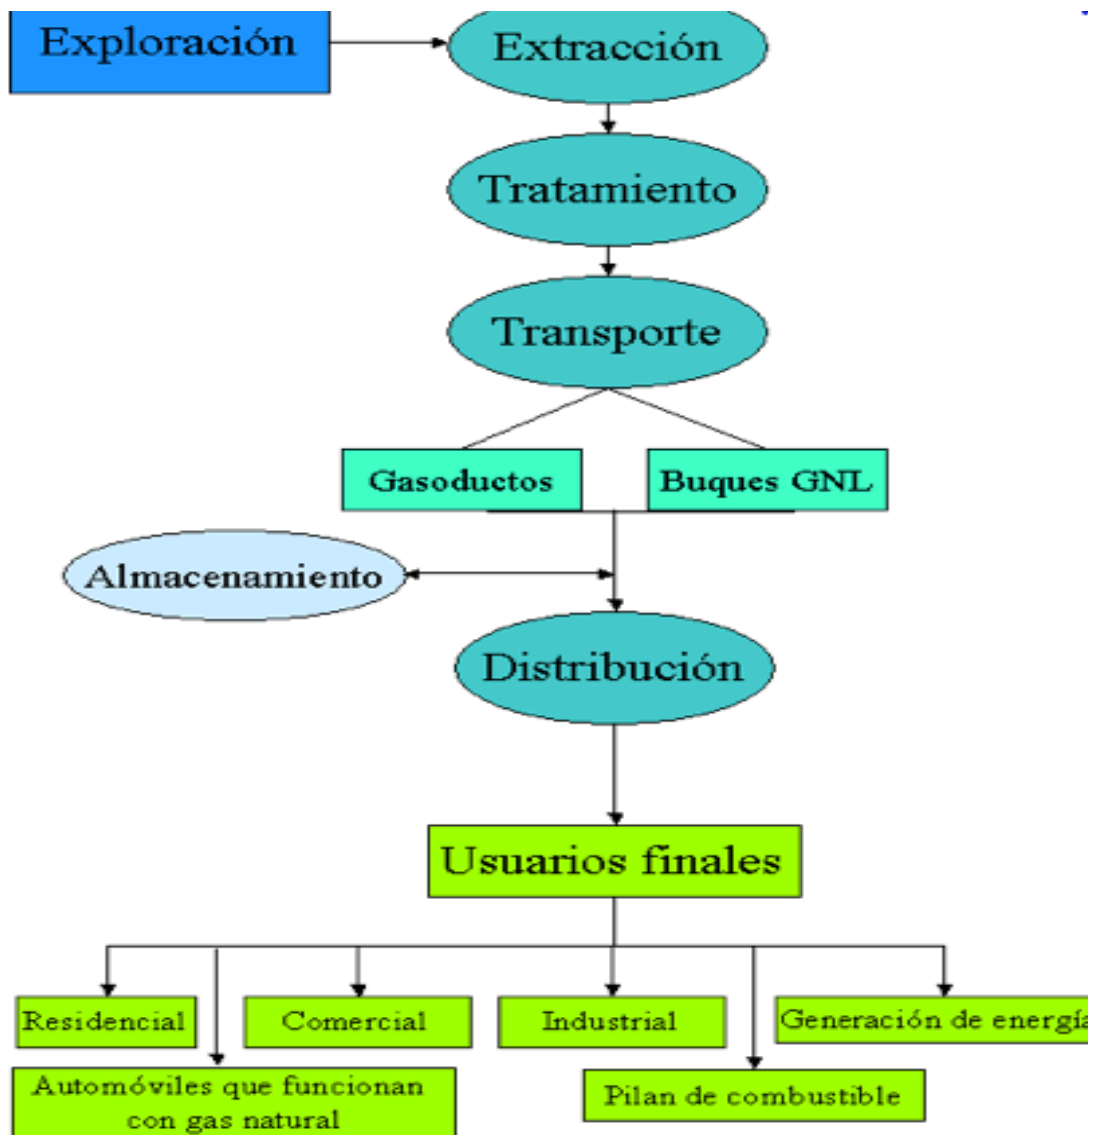 Exploración
Extracción
Tratamiento
Transporte
Gasoductos
Buques GNL
Almacenamiento
Distribución
Usuarios finales
Residencial
Comercial
Industrial
Generación de energía
Automóviles que funcionan
con gas natural
Pilan de combustible